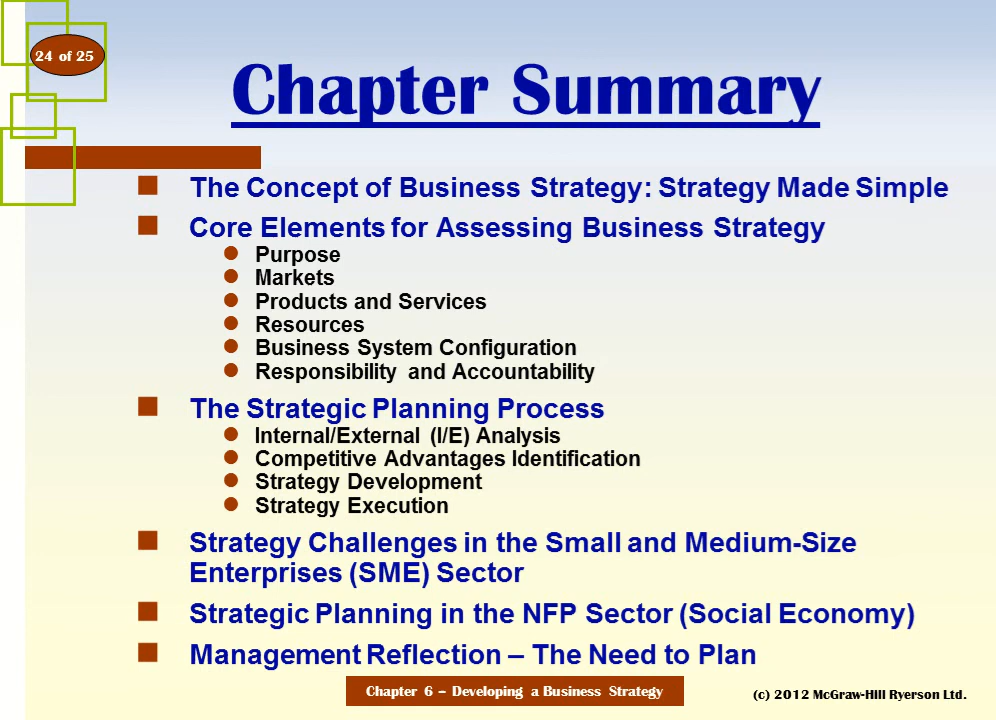 24 of 25
Chapter Summary
The Concept of Business Strategy: Strategy Made Simple
Core Elements for Assessing Business Strategy
Purpose
Markets
Products and Services
Resources
Business System Configuration
Responsibility and Accountability
The Strategic Planning Process
Internal/External (I/E) Analysis
Competitive Advantages Identification
Strategy Development
Strategy Execution
Strategy Challenges in the Small and Medium-Size
Enterprises (SME) Sector
Strategic Planning in the NFP Sector (Social Economy)
Management Reflection – The Need to Plan
Chapter 6 – Developing a Business Strategy
(c) 2012 McGraw-Hill Ryerson Ltd.